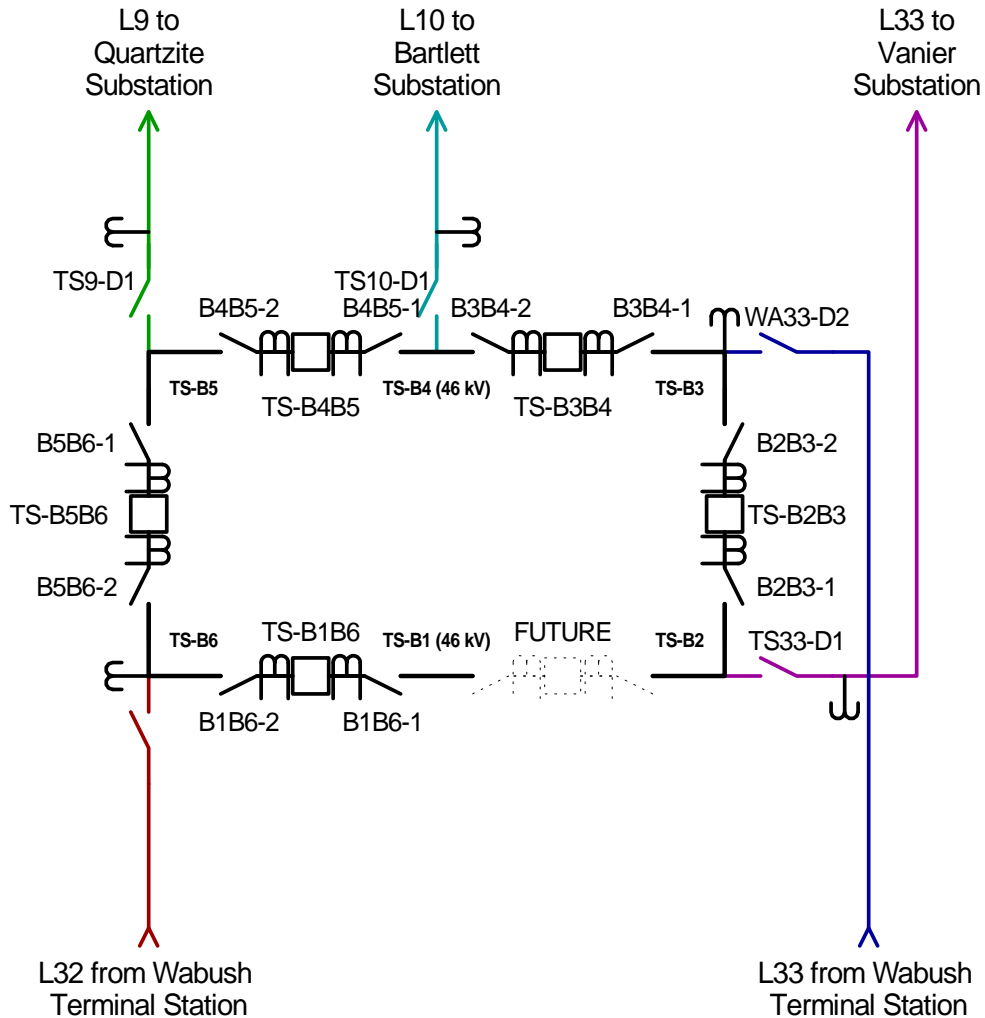 L9 to
Quartzite
Substation
L10 to
Bartlett
Substation
L33 to
Vanier
Substation
TS9-D1
TS10-D1
B4B5-2
B4B5-1
B3B4-2
B3B4-1
WA33-D2
TS-B5
TS-B4B5
TS-B4 (46 kV)
TS-B3B4
TS-B3
B5B6-1
B2B3-2
TS-B5B6
TS-B2B3
B5B6-2
B2B3-1
TS-B6
TS-B1B6
TS-B1 (46 kV)
FUTURE
TS-B2
TS33-D1
B1B6-2
B1B6-1
L32 from Wabush
Terminal Station
L33 from Wabush
Terminal Station